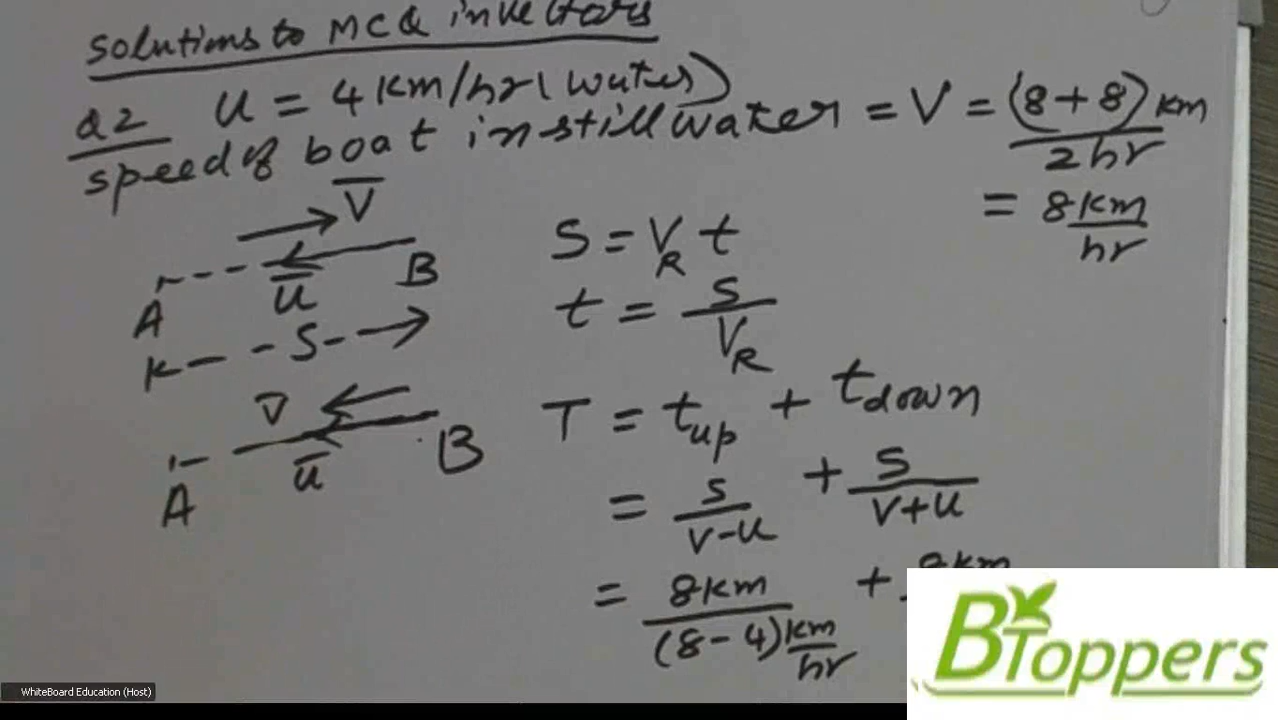 Solutions to MCQ in vectors
Q2 u = 4 km/hr (water)
speed of boat in still water = V = (8+8) km / 2 hr
= 8 km/hr
V
A u B
S
S = V_R t
t = S / V_R
V
A u B
T = t_up + t_down
= S / (V-u) + S / (V+u)
= 8 km / (8-4) km/hr + 8 km
BToppers
WhiteBoard Education (Host)